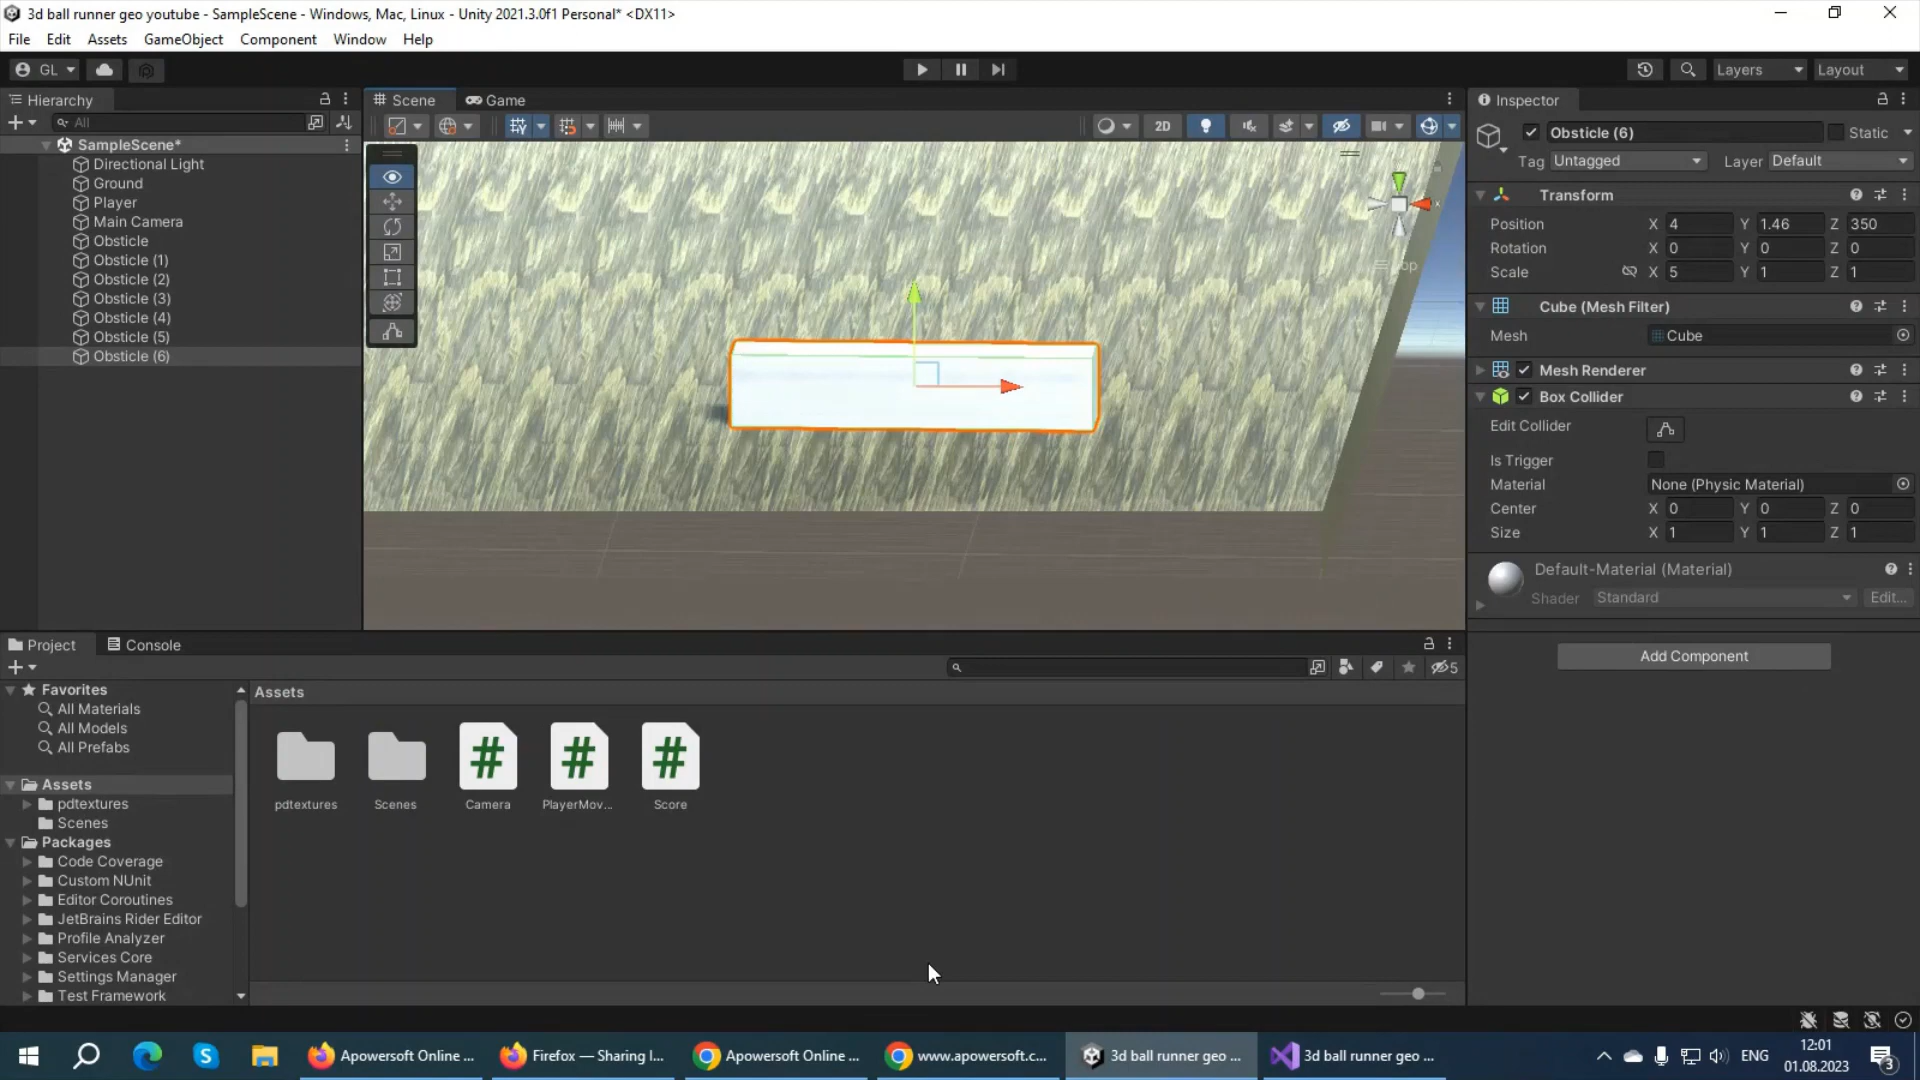 3d ball runner geo youtube - SampleScene - Windows, Mac, Linux - Unity 2021.3.0f1 Personal* <DX11>
File Edit Assets GameObject Component Window Help
GL Layers Layout
Hierarchy
All
SampleScene*
Directional Light
Ground
Player
Main Camera
Obsticle
Obsticle (1)
Obsticle (2)
Obsticle (3)
Obsticle (4)
Obsticle (5)
Obsticle (6)
Scene Game
2D
Inspector
Obsticle (6) Static
Tag Untagged Layer Default
Transform
Position X 4 Y 1.46 Z 350
Rotation X 0 Y 0 Z 0
Scale X 5 Y 1 Z 1
Cube (Mesh Filter)
Mesh Cube
Mesh Renderer
Box Collider
Edit Collider
Is Trigger
Material None (Physic Material)
Center X 0 Y 0 Z 0
Size X 1 Y 1 Z 1
Default-Material (Material)
Shader Standard Edit...
Add Component
Project Console
5
Favorites
All Materials
All Models
All Prefabs
Assets
pdtextures
Scenes
Packages
Code Coverage
Custom NUnit
Editor Coroutines
JetBrains Rider Editor
Profile Analyzer
Services Core
Settings Manager
Test Framework
Assets
pdtextures Scenes Camera PlayerMov... Score
Apowersoft Online ... Firefox — Sharing I... Apowersoft Online ... www.apowersoft.c... 3d ball runner geo ... 3d ball runner geo ... ENG
12:01
01.08.2023
3